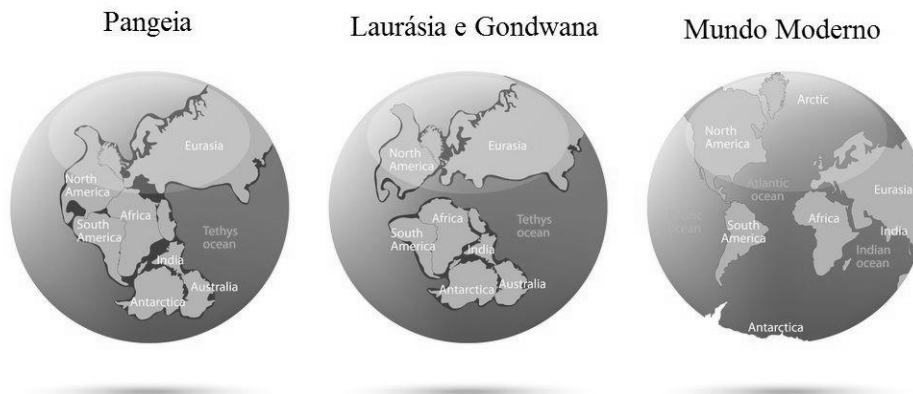 Pangeia
Laurásia e Gondwana
Mundo Moderno
Eurasia
North
America
Africa
South
America
Tethys
ocean
India
Australia
Antarctica
North
America
Eurasia
Africa
South
America
Tethys
ocean
India
Australia
Antarctica
Arctic
North
America
Atlantic
ocean
Eurasia
Africa
South
America
India
Indian
ocean
Antarctica